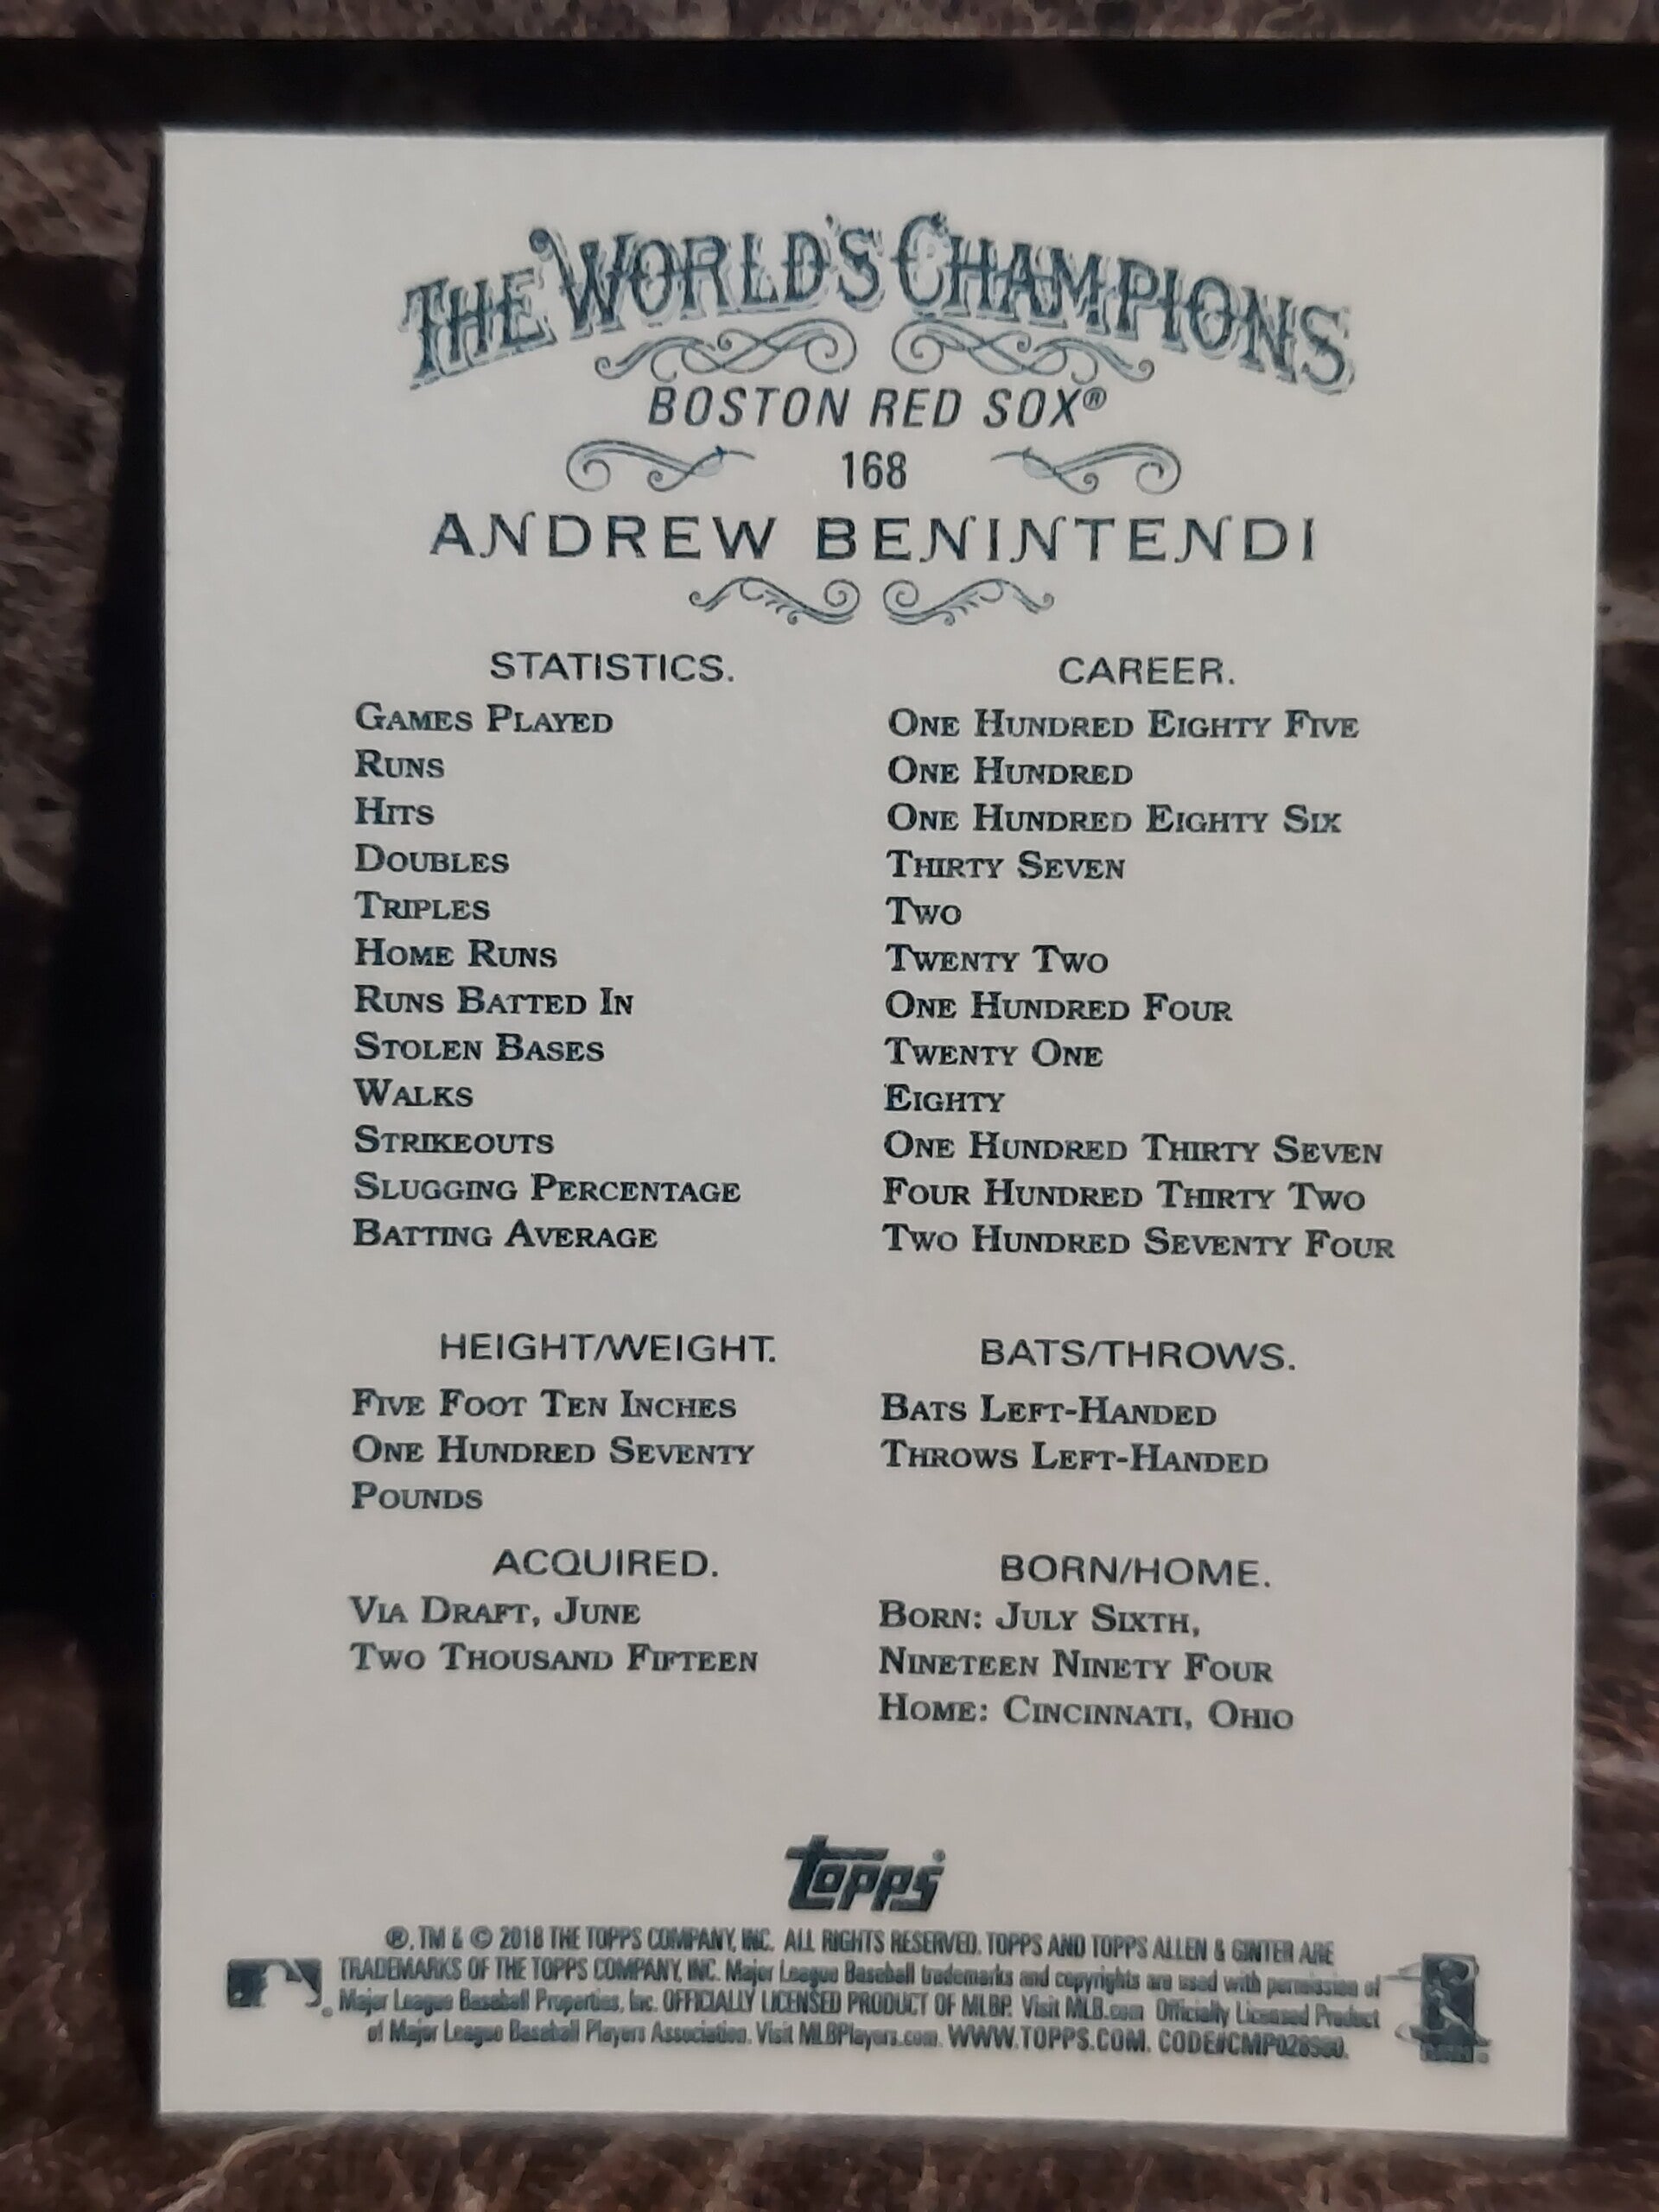 THE WORLD'S CHAMPIONS
BOSTON RED SOX®
168
ANDREW BENINTENDI
STATISTICS. CAREER.
GAMES PLAYED ONE HUNDRED EIGHTY FIVE
RUNS ONE HUNDRED
HITS ONE HUNDRED EIGHTY SIX
DOUBLES THIRTY SEVEN
TRIPLES TWO
HOME RUNS TWENTY TWO
RUNS BATTED IN ONE HUNDRED FOUR
STOLEN BASES TWENTY ONE
WALKS EIGHTY
STRIKEOUTS ONE HUNDRED THIRTY SEVEN
SLUGGING PERCENTAGE FOUR HUNDRED THIRTY TWO
BATTING AVERAGE TWO HUNDRED SEVENTY FOUR
HEIGHT/WEIGHT.
FIVE FOOT TEN INCHES
ONE HUNDRED SEVENTY
POUNDS
BATS/THROWS.
BATS LEFT-HANDED
THROWS LEFT-HANDED
ACQUIRED.
VIA DRAFT, JUNE
TWO THOUSAND FIFTEEN
BORN/HOME.
BORN: JULY SIXTH,
NINETEEN NINETY FOUR
HOME: CINCINNATI, OHIO
topps®
®, TM & © 2018 THE TOPPS COMPANY, INC. ALL RIGHTS RESERVED. TOPPS AND TOPPS ALLEN & GINTER ARE
TRADEMARKS OF THE TOPPS COMPANY, INC. Major League Baseball trademarks and copyrights are used with permission of
Major League Baseball Properties, Inc. OFFICIALLY LICENSED PRODUCT OF MLBP. Visit MLB.com Officially Licensed Product
of Major League Baseball Players Association. Visit MLBPlayers.com. WWW.TOPPS.COM.